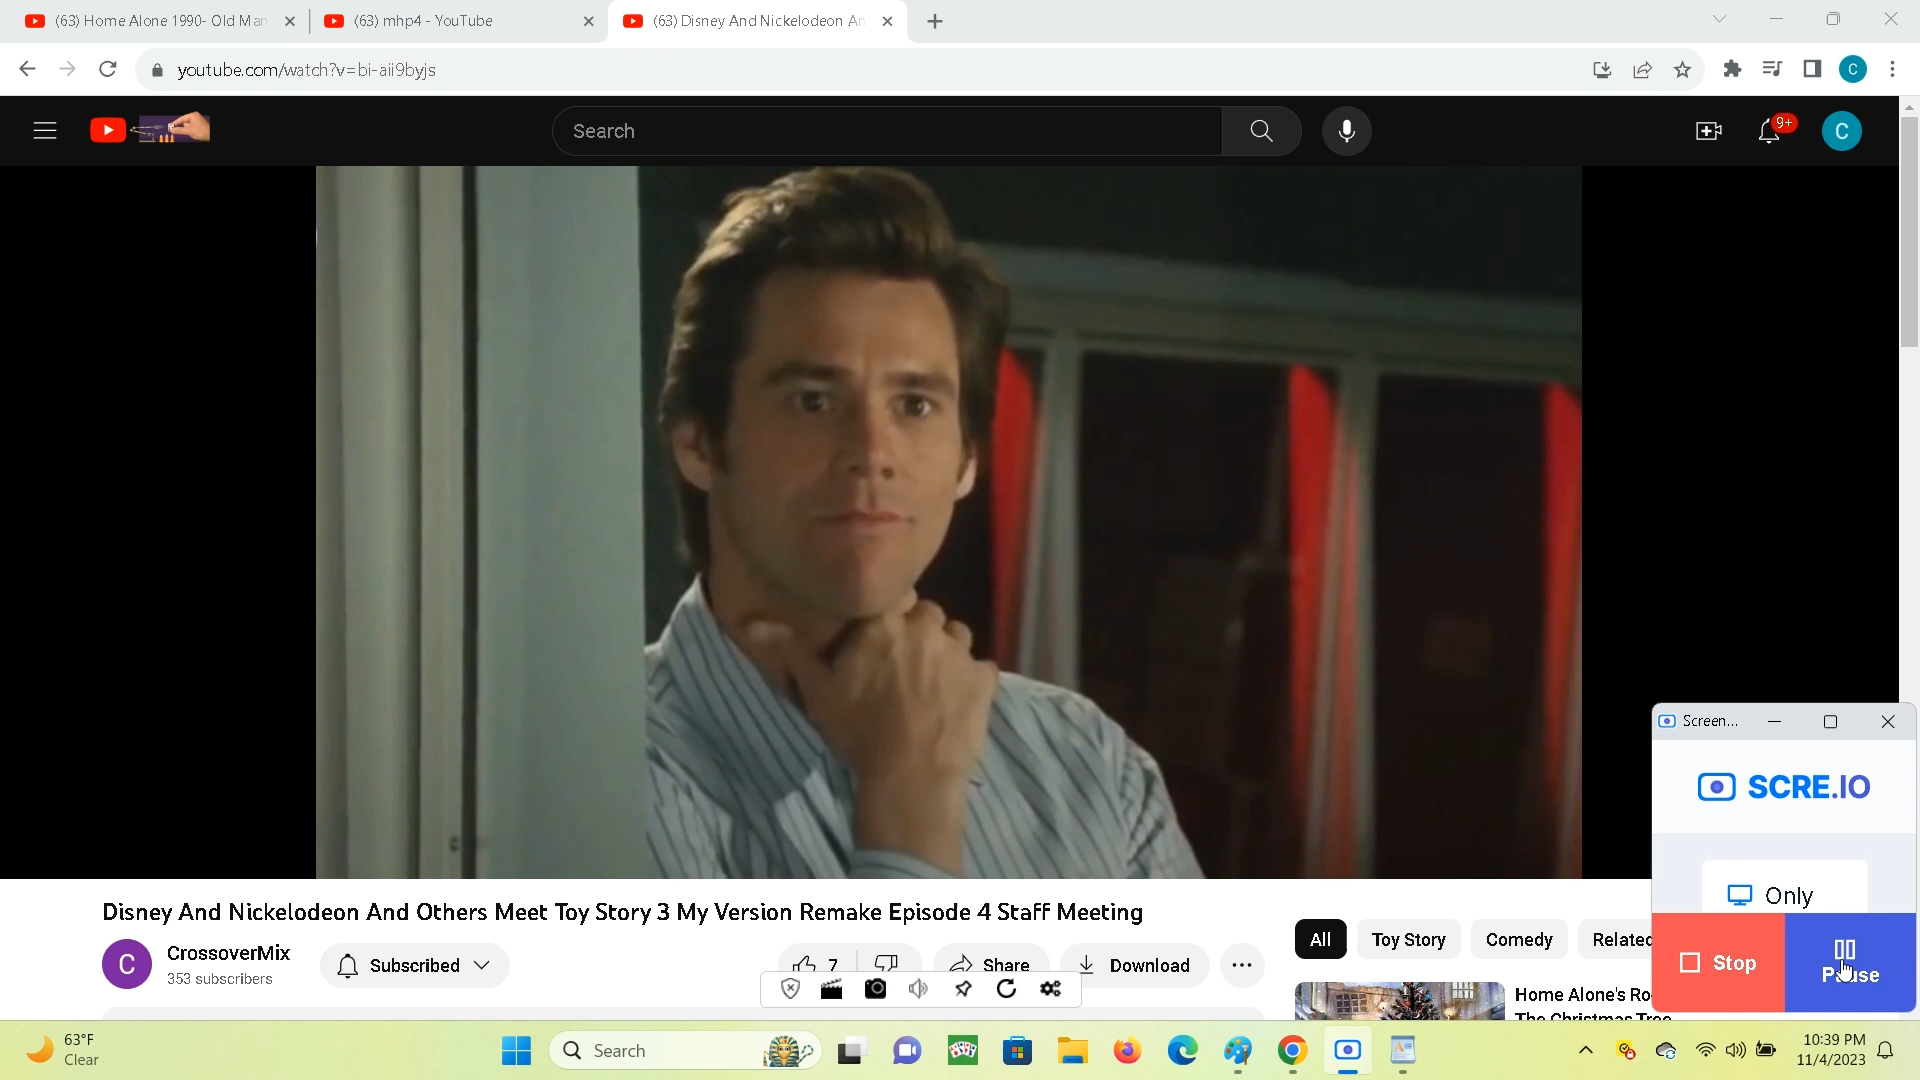 (63) Home Alone 1990- Old Man
(63) mhp4 - YouTube
(63) Disney And Nickelodeon An
youtube.com/watch?v=bi-aii9byjs
C
Search
9+
C
Screen...
SCRE.IO
Only
Stop
Pause
Disney And Nickelodeon And Others Meet Toy Story 3 My Version Remake Episode 4 Staff Meeting
C
CrossoverMix
353 subscribers
Subscribed
7
Share
Download
All
Toy Story
Comedy
Related
Home Alone's Ro
The Christmas Tree
63°F
Clear
Search
10:39 PM
11/4/2023